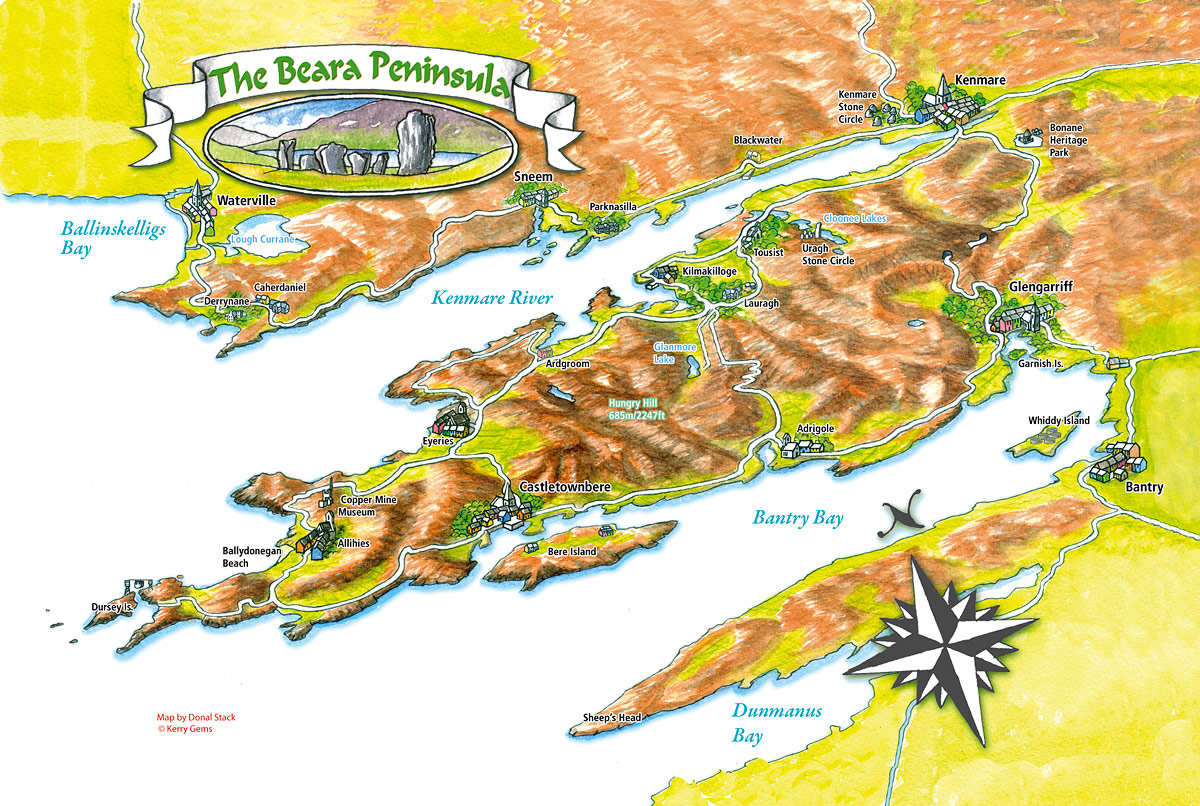 The Beara Peninsula
Kenmare
Kenmare
Stone
Circle
Bonane
Heritage
Park
Blackwater
Sneem
Parknasilla
Waterville
Ballinskelligs
Bay
Lough Currane
Cloonee Lakes
Tousist
Uragh
Stone Circle
Kilmakilloge
Lauragh
Caherdaniel
Derrynane
Kenmare River
Glengarriff
Glanmore
Lake
Ardgroom
Garnish Is.
Hungry Hill
685m/2247ft
Whiddy Island
Eyeries
Adrigole
Bantry
Castletownbere
Copper Mine
Museum
Bantry Bay
N
Allihies
Ballydonegan
Beach
Bere Island
Dursey Is.
Sheep's Head
Dunmanus
Bay
Map by Donal Stack
© Kerry Gems